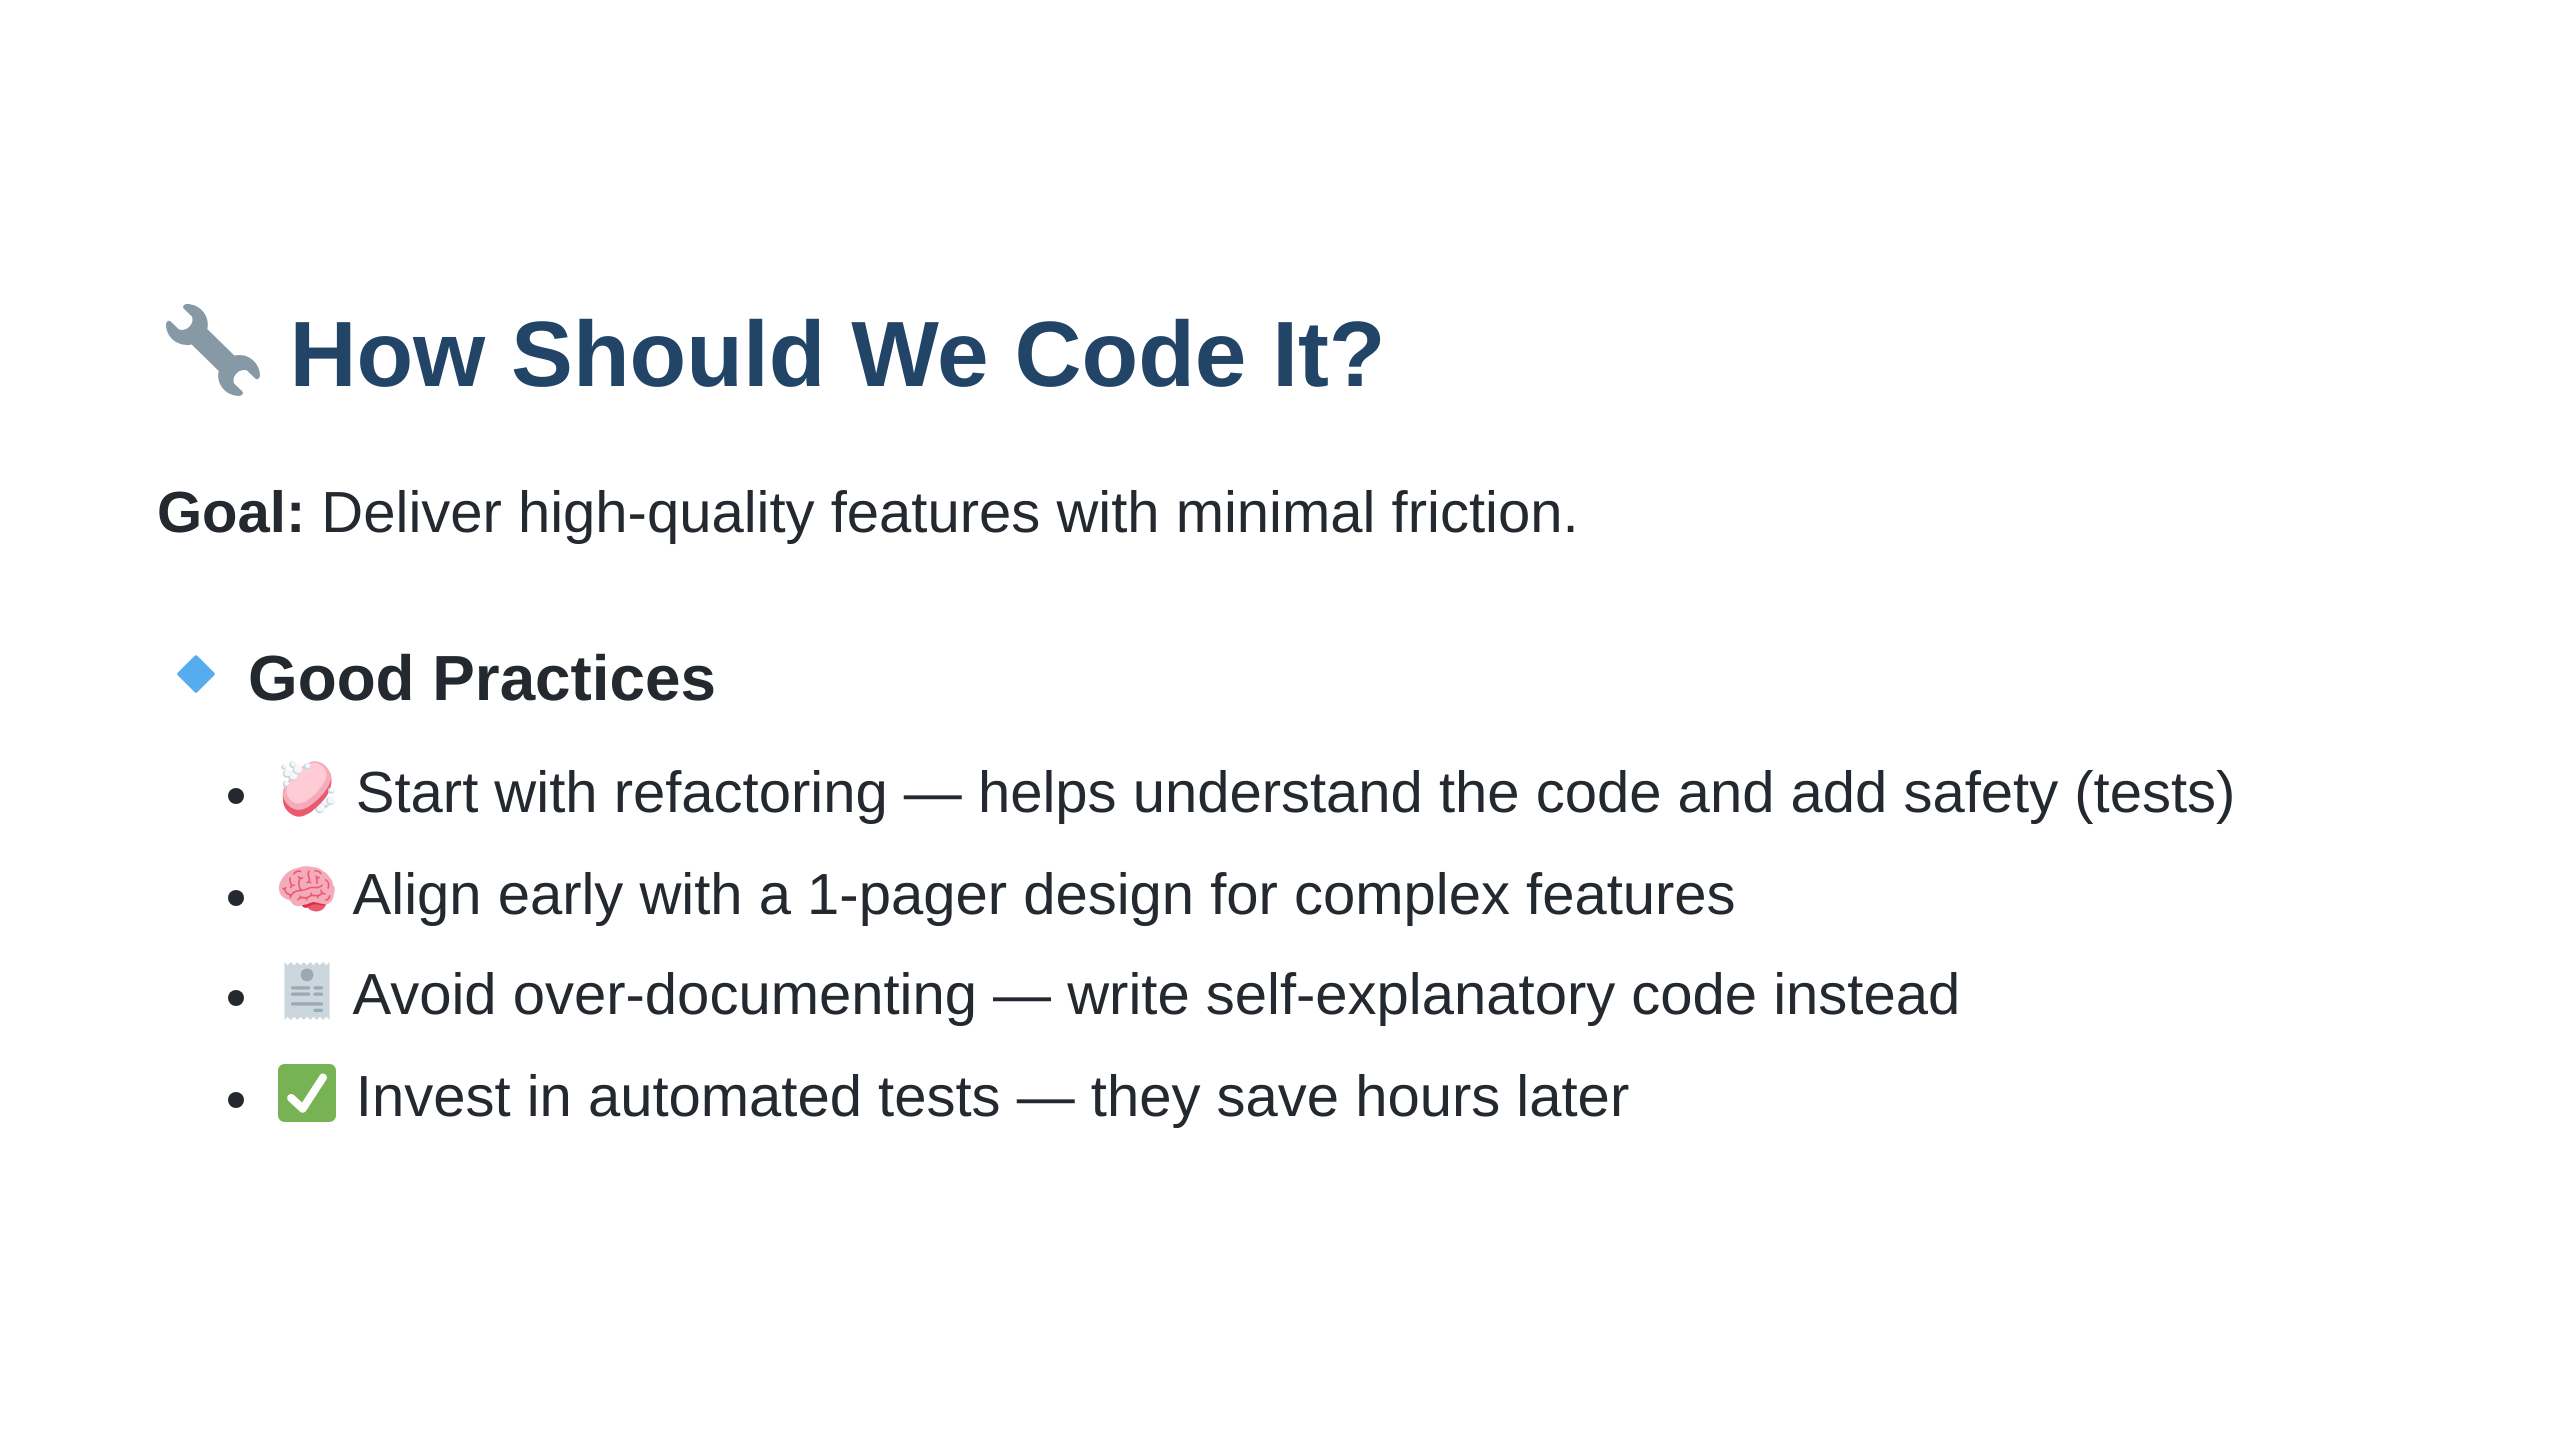 🔧 How Should We Code It?
Goal: Deliver high-quality features with minimal friction.
🔹 Good Practices
• 🧼 Start with refactoring — helps understand the code and add safety (tests)
• 🧠 Align early with a 1-pager design for complex features
• 🧾 Avoid over-documenting — write self-explanatory code instead
• ✅ Invest in automated tests — they save hours later